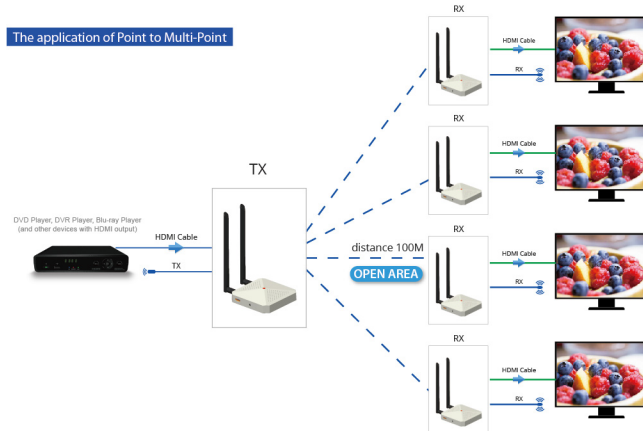 The application of Point to Multi-Point
RX
HDMI Cable
RX
RX
HDMI Cable
RX
TX
DVD Player, DVR Player, Blu-ray Player
(and other devices with HDMI output)
HDMI Cable
TX
distance 100M
OPEN AREA
RX
HDMI Cable
RX
RX
HDMI Cable
RX